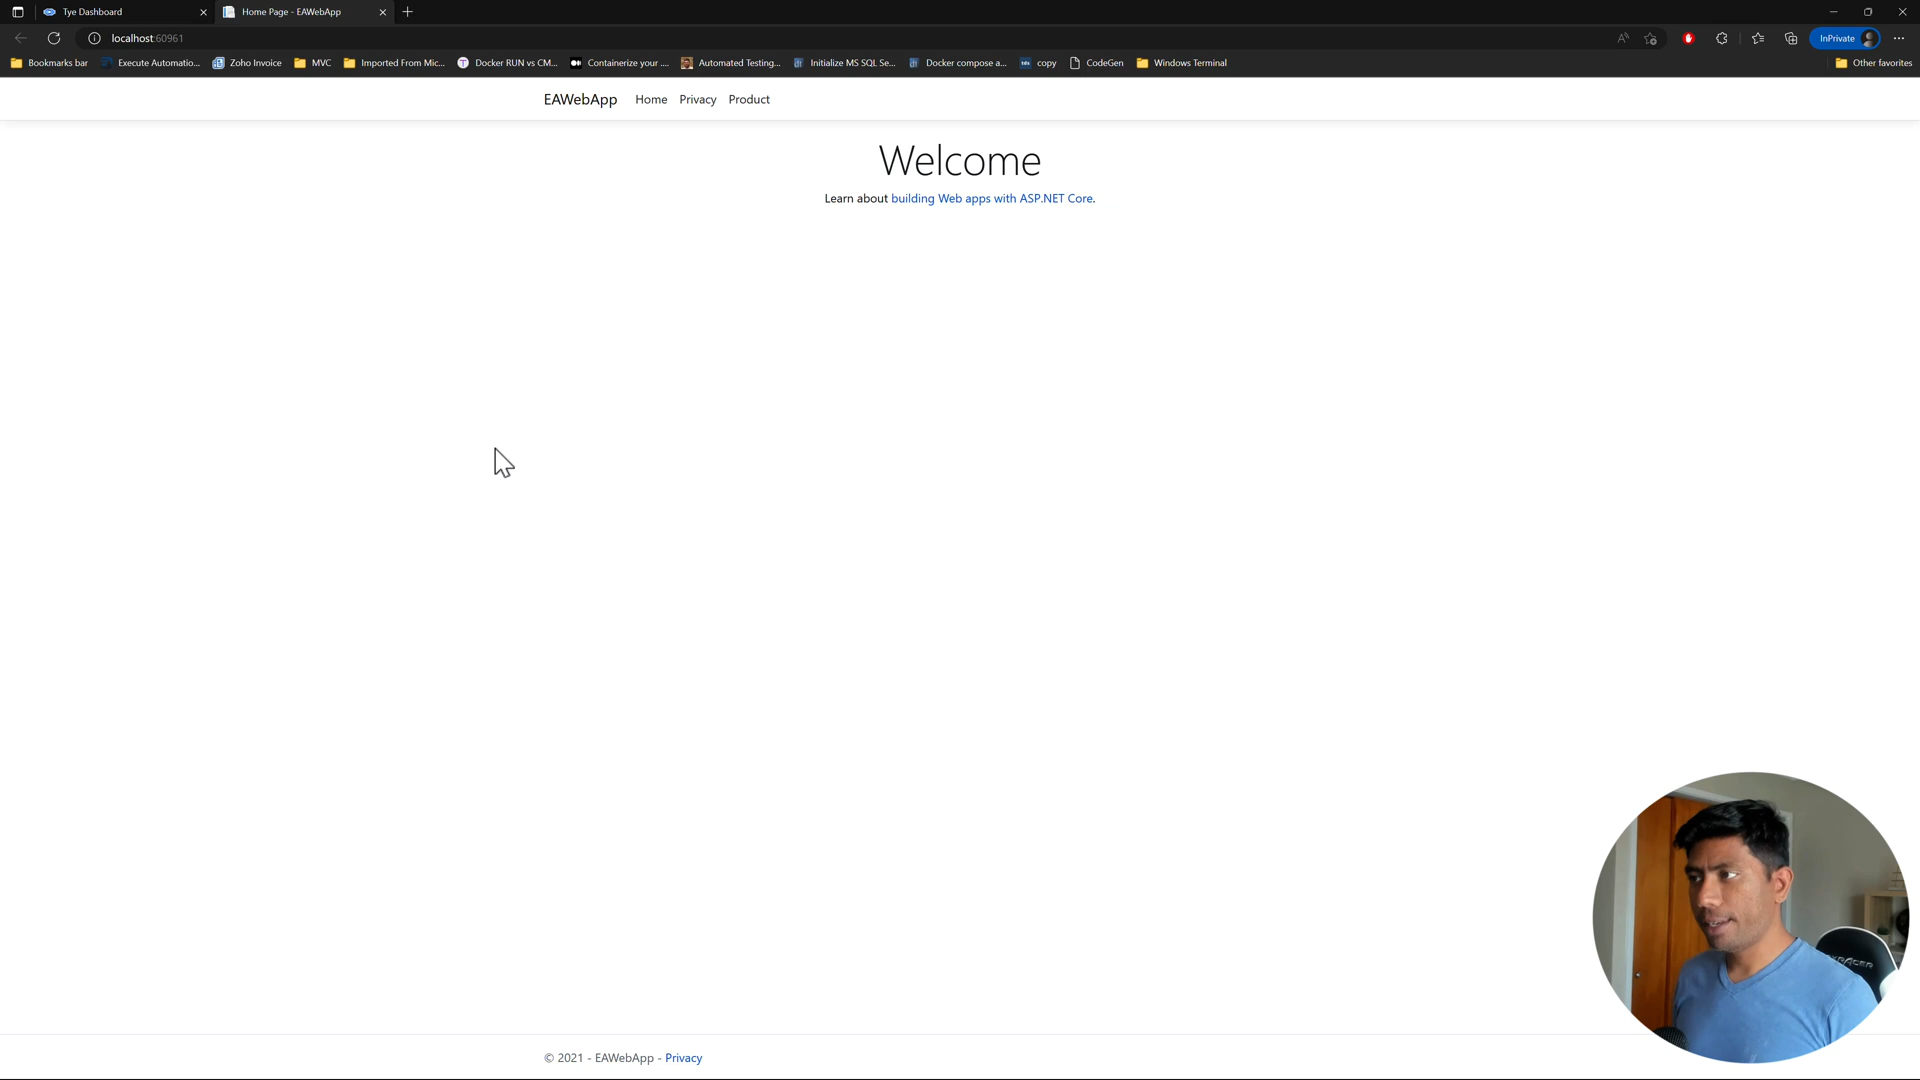 Tye Dashboard
Home Page - EAWebApp
localhost:60961
InPrivate
Bookmarks bar
Execute Automatio...
Zoho Invoice
MVC
Imported From Mic...
Docker RUN vs CM...
Containerize your ....
Automated Testing...
Initialize MS SQL Se...
Docker compose a...
copy
CodeGen
Windows Terminal
Other favorites
EAWebApp Home Privacy Product
Welcome
Learn about building Web apps with ASP.NET Core.
© 2021 - EAWebApp - Privacy